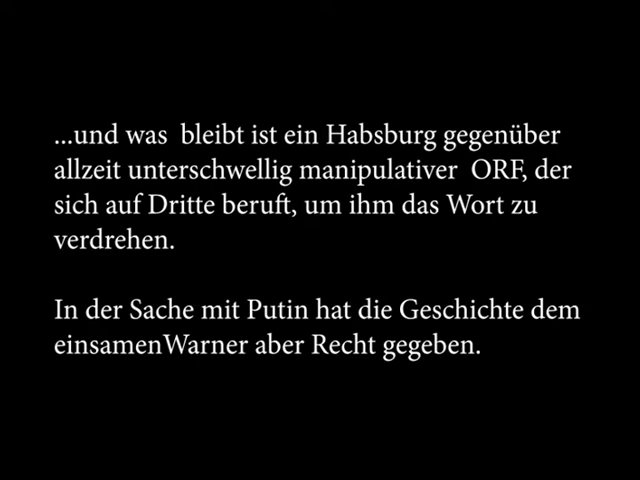 ...und was  bleibt ist ein Habsburg gegenüber
allzeit unterschwellig manipulativer  ORF, der
sich auf Dritte beruft, um ihm das Wort zu
verdrehen.
In der Sache mit Putin hat die Geschichte dem
einsamenWarner aber Recht gegeben.